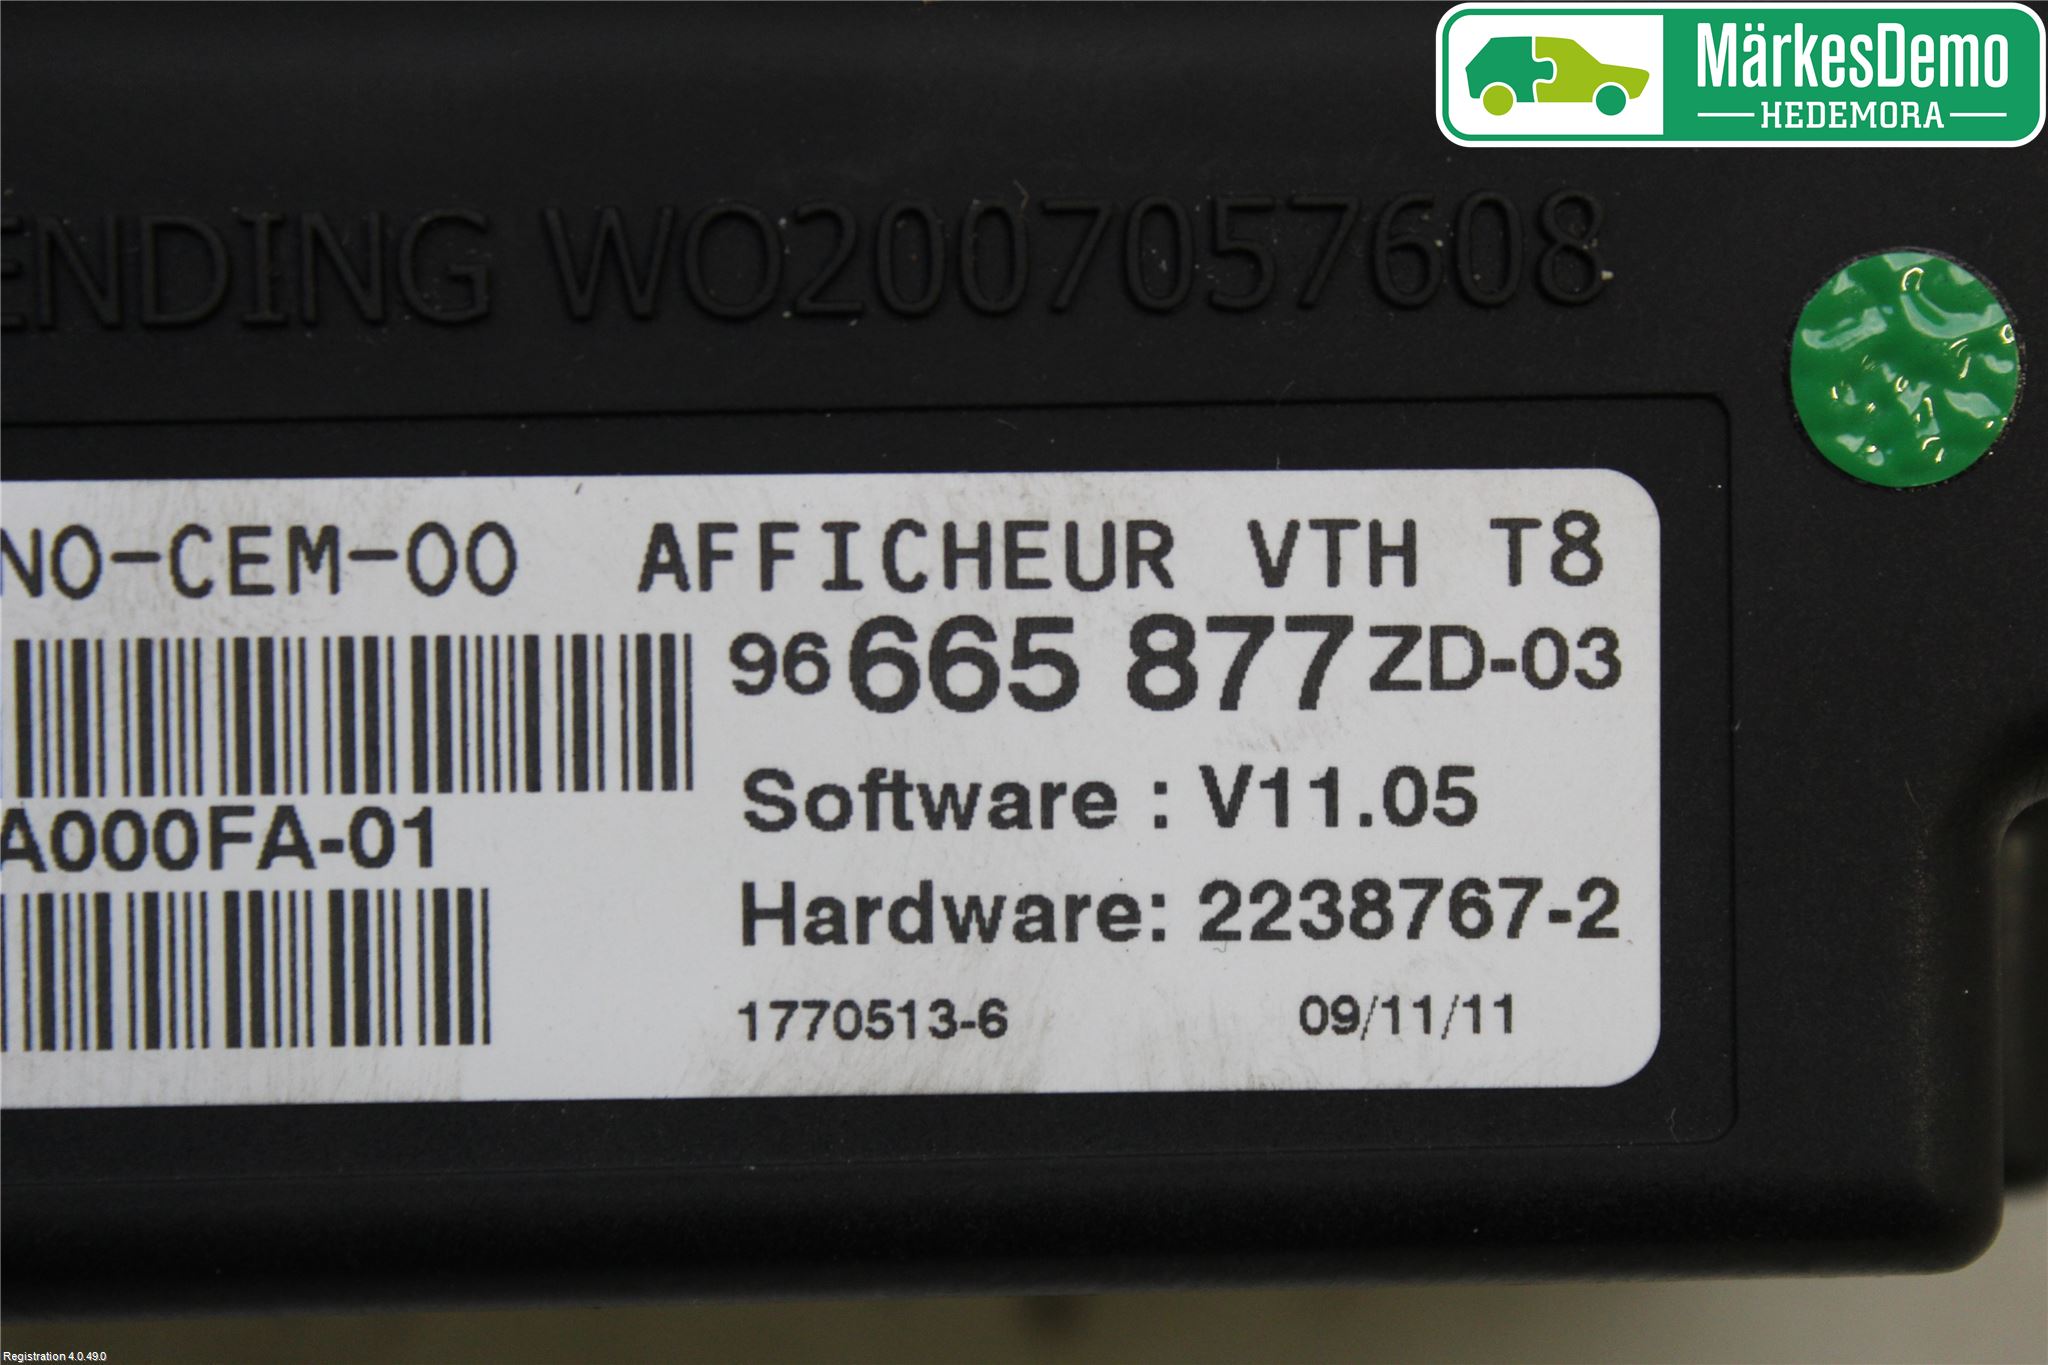 MärkesDemo
HEDEMORA
ENDING WO2007057608
NO-CEM-00 AFFICHEUR VTH T8
96 665 877 ZD-03
Software : V11.05
A000FA-01
Hardware: 2238767-2
1770513-6 09/11/11
Registration 4.0.49.0